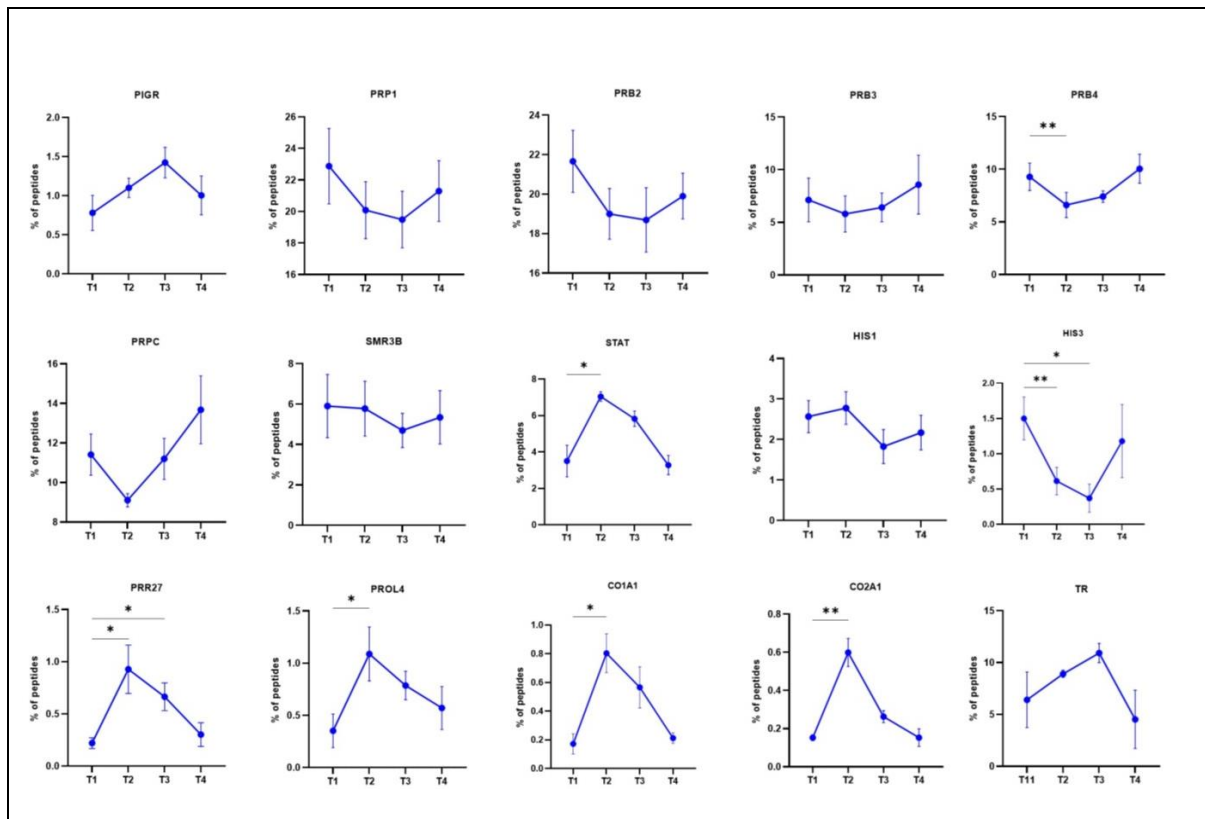 PIGR
% of peptides
2.0
1.5
1.0
0.5
0.0
T1 T2 T3 T4
PRP1
% of peptides
26
24
22
20
18
16
T1 T2 T3 T4
PRB2
% of peptides
24
22
20
18
16
T1 T2 T3 T4
PRB3
% of peptides
15
10
5
0
T1 T2 T3 T4
PRB4
% of peptides
15
10
5
0
**
T1 T2 T3 T4
PRPC
% of peptides
16
14
12
10
8
T1 T2 T3 T4
SMR3B
% of peptides
8
6
4
2
0
T1 T2 T3 T4
STAT
% of peptides
8
6
4
2
0
*
T1 T2 T3 T4
HIS1
% of peptides
4
3
2
1
0
T1 T2 T3 T4
HIS3
% of peptides
2.0
1.5
1.0
0.5
0.0
*
**
T1 T2 T3 T4
PRR27
% of peptides
1.5
1.0
0.5
0.0
*
*
T1 T2 T3 T4
PROL4
% of peptides
1.5
1.0
0.5
0.0
*
T1 T2 T3 T4
CO1A1
% of peptides
1.0
0.8
0.6
0.4
0.2
0.0
*
T1 T2 T3 T4
CO2A1
% of peptides
0.8
0.6
0.4
0.2
0.0
**
T1 T2 T3 T4
TR
% of peptides
15
10
5
0
T11 T2 T3 T4